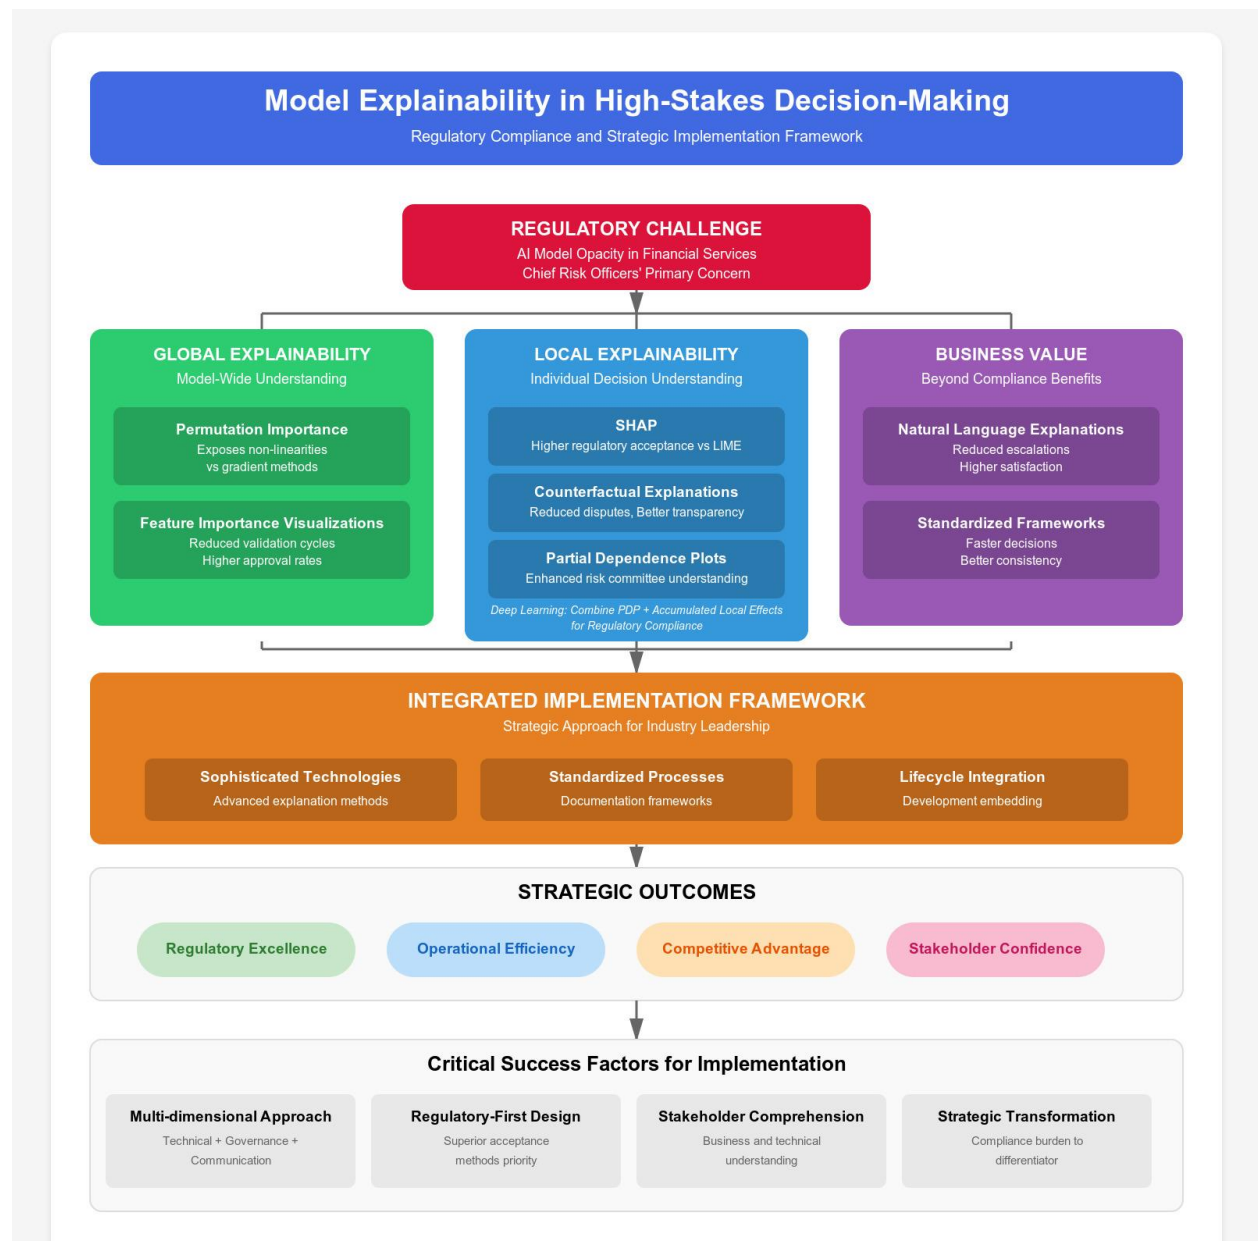 Model Explainability in High-Stakes Decision-Making
Regulatory Compliance and Strategic Implementation Framework
REGULATORY CHALLENGE
AI Model Opacity in Financial Services
Chief Risk Officers' Primary Concern
GLOBAL EXPLAINABILITY
Model-Wide Understanding
Permutation Importance
Exposes non-linearities
vs gradient methods
Feature Importance Visualizations
Reduced validation cycles
Higher approval rates
LOCAL EXPLAINABILITY
Individual Decision Understanding
SHAP
Higher regulatory acceptance vs LIME
Counterfactual Explanations
Reduced disputes, Better transparency
Partial Dependence Plots
Enhanced risk committee understanding
Deep Learning: Combine PDP + Accumulated Local Effects
for Regulatory Compliance
BUSINESS VALUE
Beyond Compliance Benefits
Natural Language Explanations
Reduced escalations
Higher satisfaction
Standardized Frameworks
Faster decisions
Better consistency
INTEGRATED IMPLEMENTATION FRAMEWORK
Strategic Approach for Industry Leadership
Sophisticated Technologies
Advanced explanation methods
Standardized Processes
Documentation frameworks
Lifecycle Integration
Development embedding
STRATEGIC OUTCOMES
Regulatory Excellence
Operational Efficiency
Competitive Advantage
Stakeholder Confidence
Critical Success Factors for Implementation
Multi-dimensional Approach
Technical + Governance +
Communication
Regulatory-First Design
Superior acceptance
methods priority
Stakeholder Comprehension
Business and technical
understanding
Strategic Transformation
Compliance burden to
differentiator